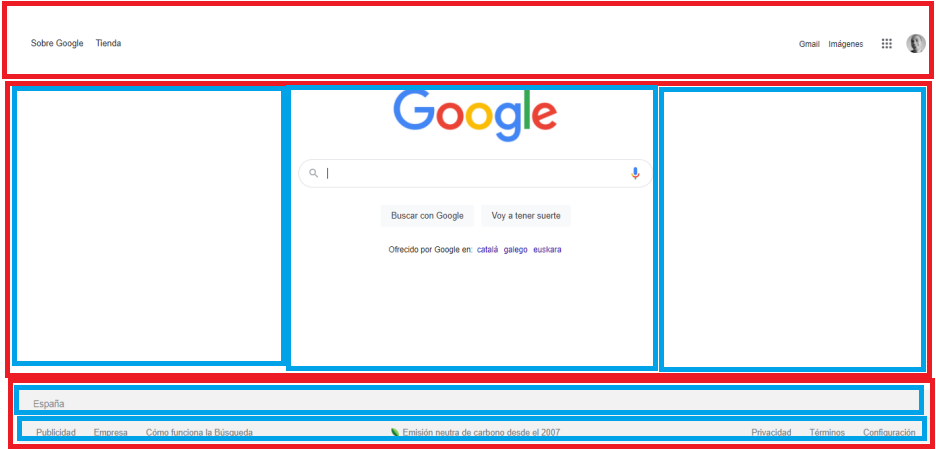 Sobre Google Tienda Gmail Imágenes
Google
Buscar con Google Voy a tener suerte
Ofrecido por Google en: català galego euskara
España
Publicidad Empresa Cómo funciona la Búsqueda Emisión neutra de carbono desde el 2007 Privacidad Términos Configuración